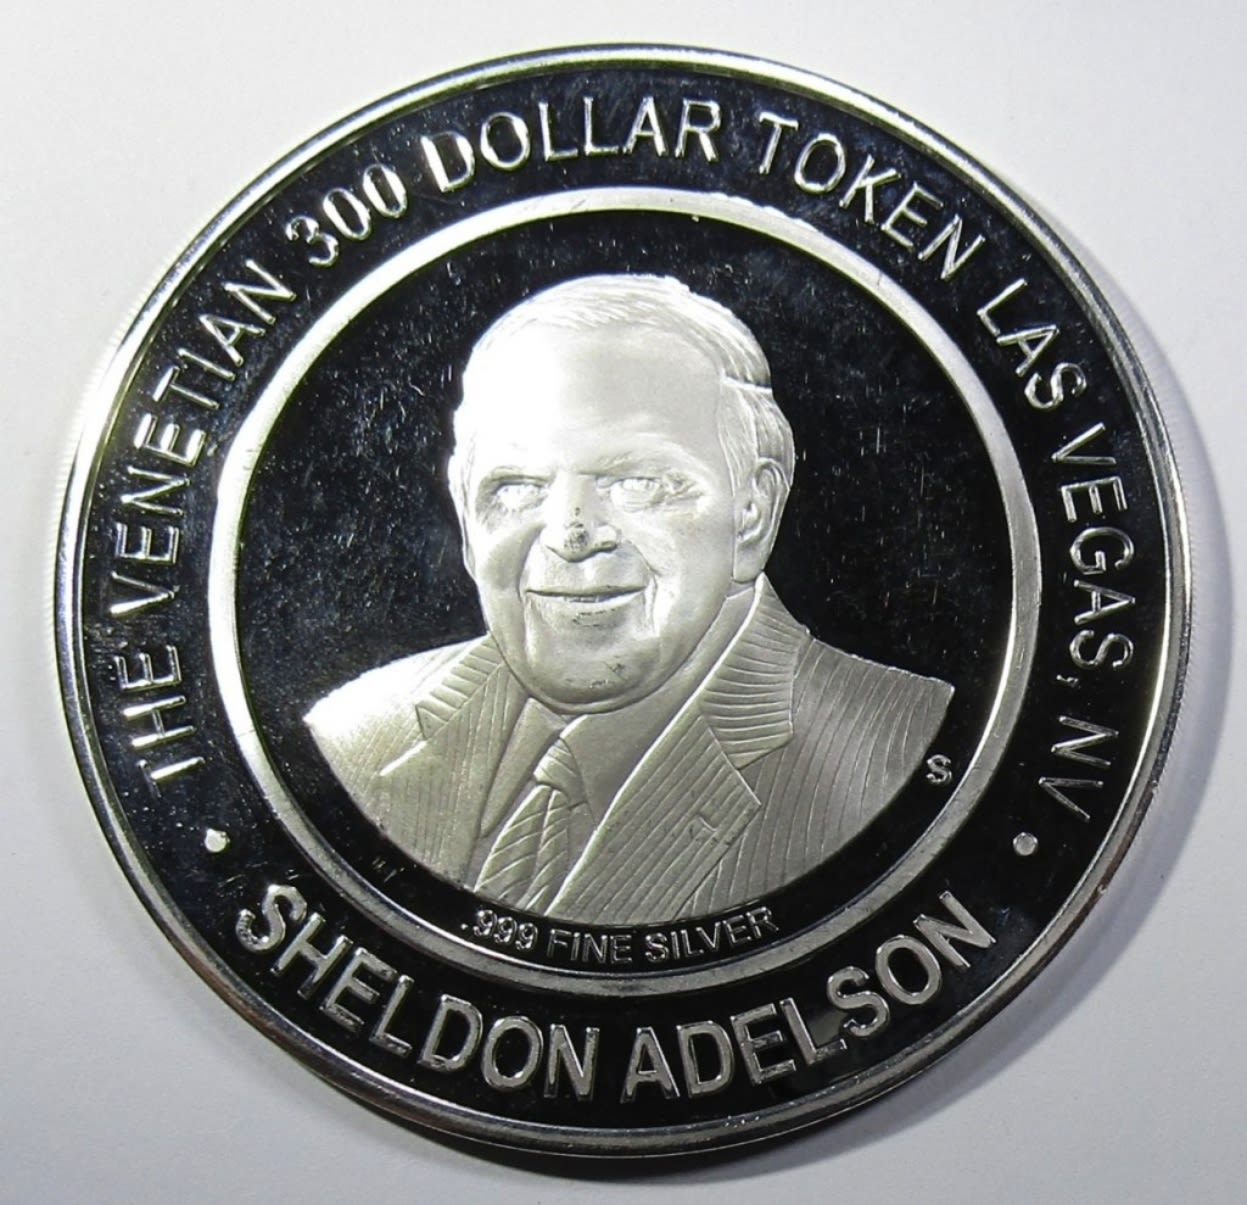 THE VENETIAN 300 DOLLAR TOKEN LAS VEGAS, NV
S
.999 FINE SILVER
• SHELDON ADELSON •